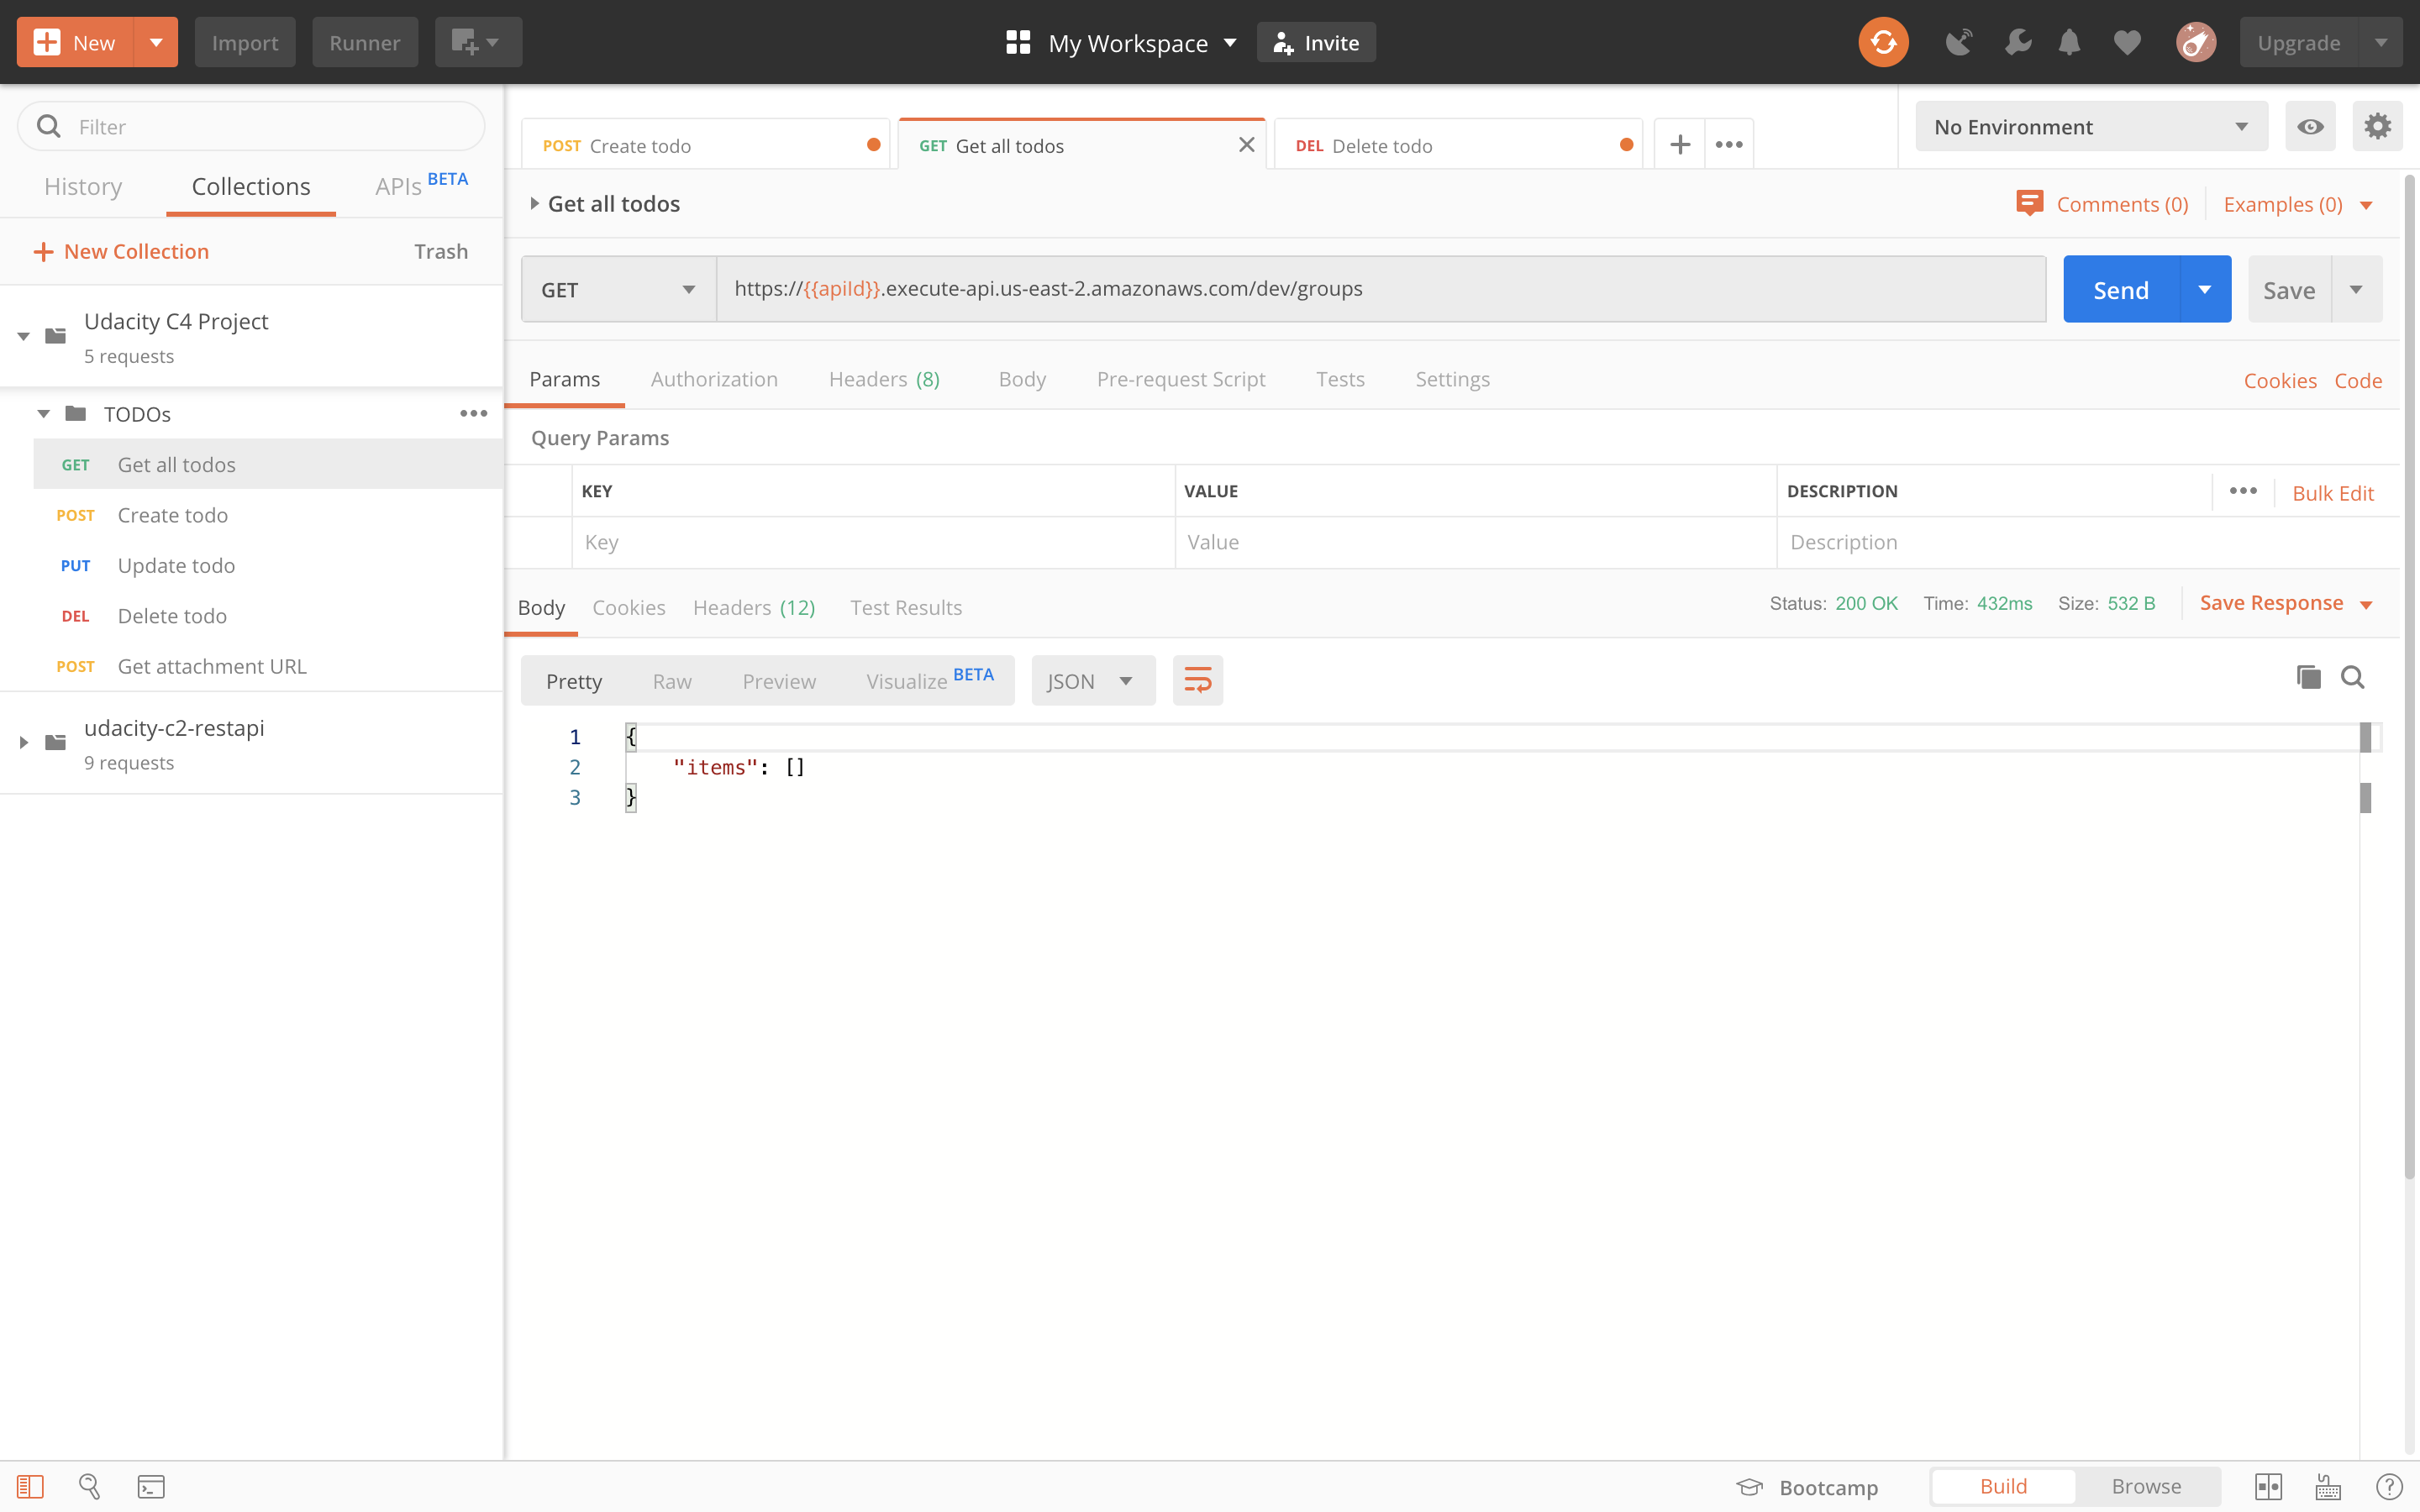 New
Import
Runner
My Workspace
Invite
Upgrade
Filter
History
Collections
APIs BETA
New Collection
Trash
Udacity C4 Project
5 requests
TODOs
GET Get all todos
POST Create todo
PUT Update todo
DEL Delete todo
POST Get attachment URL
udacity-c2-restapi
9 requests
POST Create todo
GET Get all todos
DEL Delete todo
No Environment
Get all todos
Comments (0)
Examples (0)
GET
https://{{apiId}}.execute-api.us-east-2.amazonaws.com/dev/groups
Send
Save
Params
Authorization
Headers (8)
Body
Pre-request Script
Tests
Settings
Cookies
Code
Query Params
KEY
VALUE
DESCRIPTION
Bulk Edit
Key
Value
Description
Body
Cookies
Headers (12)
Test Results
Status: 200 OK
Time: 432ms
Size: 532 B
Save Response
Pretty
Raw
Preview
Visualize BETA
JSON
1 {
2 "items": []
3 }
Bootcamp
Build
Browse